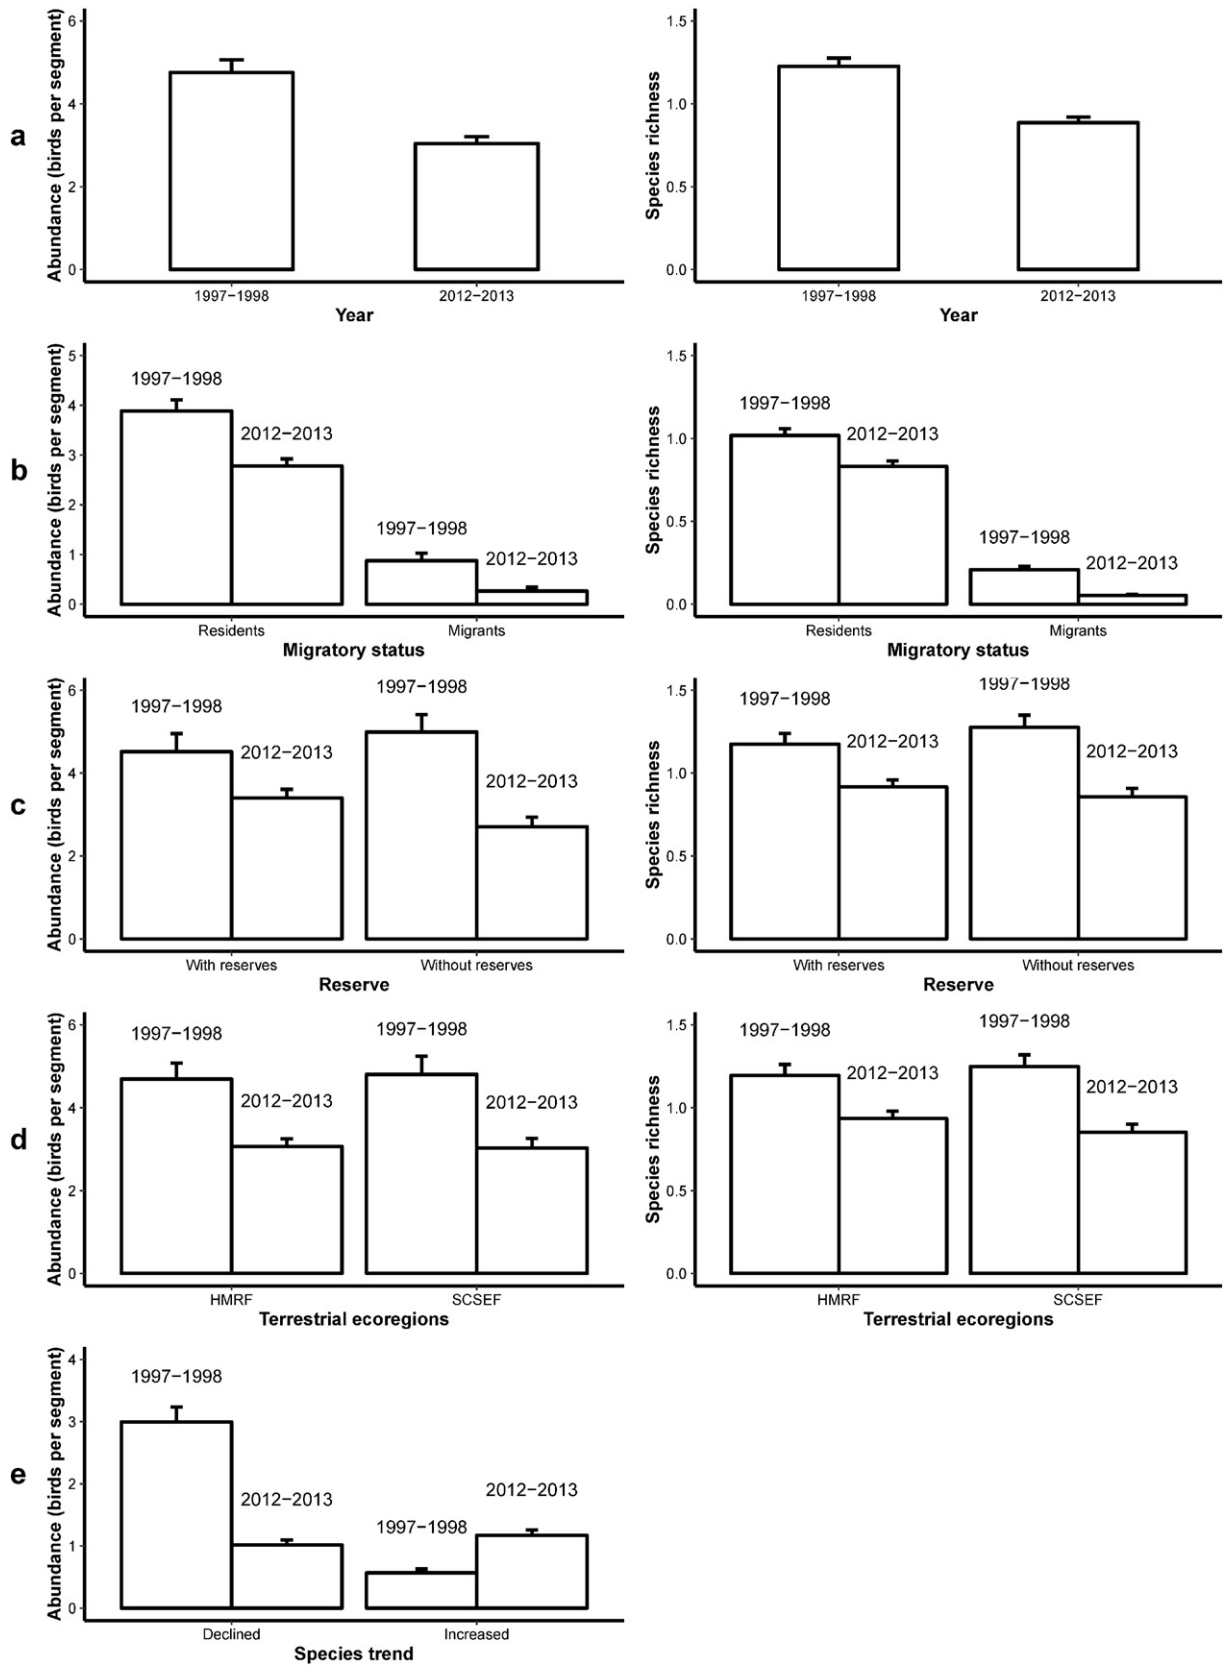 a
Abundance (birds per segment)
6
4
2
0
1997−1998
2012−2013
Year
Species richness
1.5
1.0
0.5
0.0
1997−1998
2012−2013
Year
b
Abundance (birds per segment)
5
4
3
2
1
0
1997−1998
2012−2013
1997−1998
2012−2013
Residents
Migrants
Migratory status
Species richness
1.5
1.0
0.5
0.0
1997−1998
2012−2013
1997−1998
2012−2013
Residents
Migrants
Migratory status
c
Abundance (birds per segment)
6
4
2
0
1997−1998
2012−2013
1997−1998
2012−2013
With reserves
Without reserves
Reserve
Species richness
1.5
1.0
0.5
0.0
1997−1998
2012−2013
1997−1998
2012−2013
With reserves
Without reserves
Reserve
d
Abundance (birds per segment)
6
4
2
0
1997−1998
2012−2013
1997−1998
2012−2013
HMRF
SCSEF
Terrestrial ecoregions
Species richness
1.5
1.0
0.5
0.0
1997−1998
2012−2013
1997−1998
2012−2013
HMRF
SCSEF
Terrestrial ecoregions
e
Abundance (birds per segment)
4
3
2
1
0
1997−1998
2012−2013
1997−1998
2012−2013
Declined
Increased
Species trend